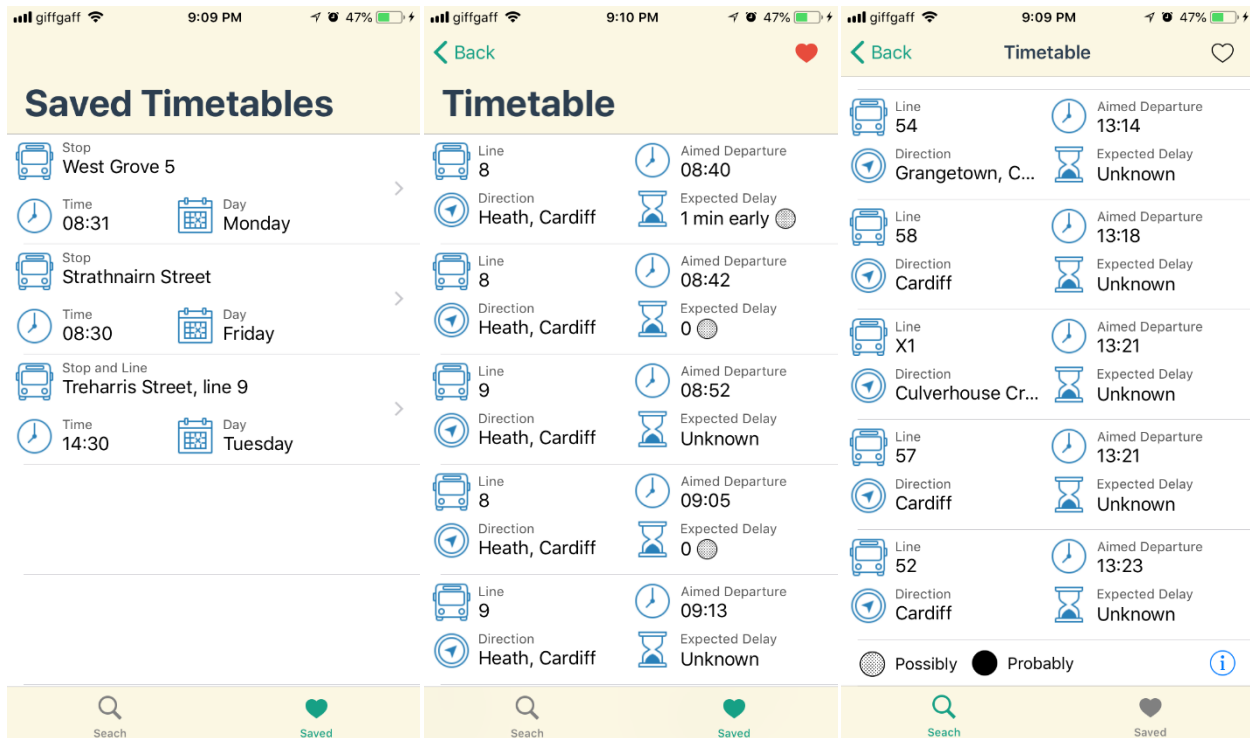 giffgaff 9:09 PM 47%
Saved Timetables
Stop
West Grove 5
Time Day
08:31 Monday
Stop
Strathnairn Street
Time Day
08:30 Friday
Stop and Line
Treharris Street, line 9
Time Day
14:30 Tuesday
Seach Saved
giffgaff 9:10 PM 47%
Back
Timetable
Line Aimed Departure
8 08:40
Direction Expected Delay
Heath, Cardiff 1 min early
Line Aimed Departure
8 08:42
Direction Expected Delay
Heath, Cardiff 0
Line Aimed Departure
9 08:52
Direction Expected Delay
Heath, Cardiff Unknown
Line Aimed Departure
8 09:05
Direction Expected Delay
Heath, Cardiff 0
Line Aimed Departure
9 09:13
Direction Expected Delay
Heath, Cardiff Unknown
Seach Saved
giffgaff 9:09 PM 47%
Back Timetable
Line Aimed Departure
54 13:14
Direction Expected Delay
Grangetown, C... Unknown
Line Aimed Departure
58 13:18
Direction Expected Delay
Cardiff Unknown
Line Aimed Departure
X1 13:21
Direction Expected Delay
Culverhouse Cr... Unknown
Line Aimed Departure
57 13:21
Direction Expected Delay
Cardiff Unknown
Line Aimed Departure
52 13:23
Direction Expected Delay
Cardiff Unknown
Possibly Probably
Seach Saved